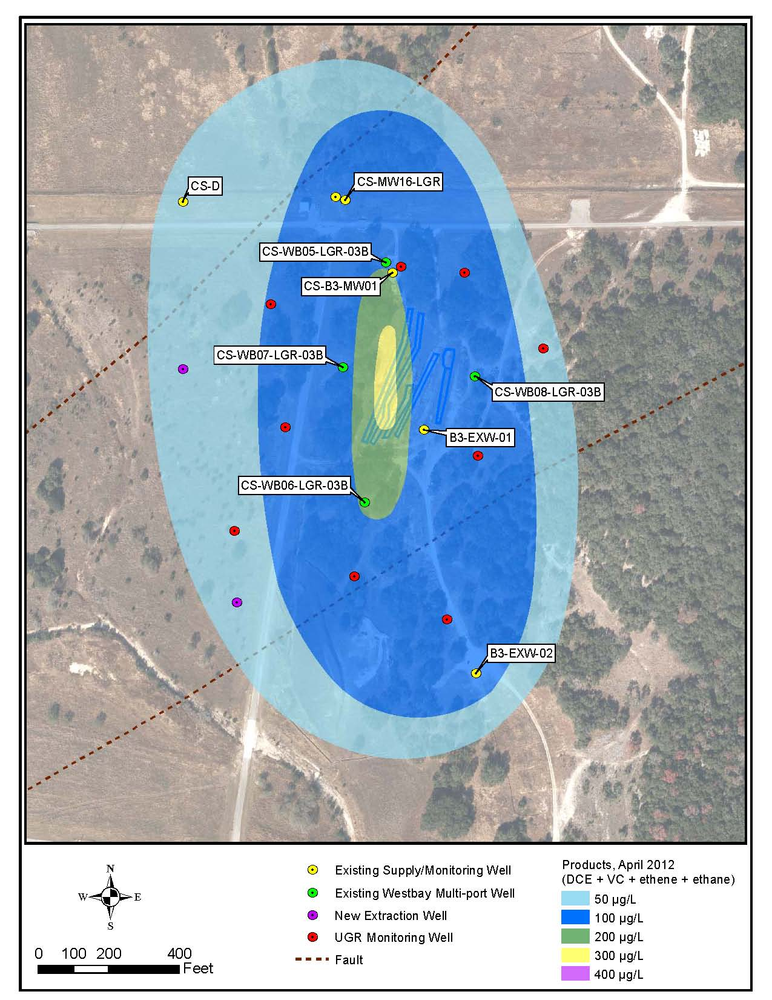 CS-D
CS-MW16-LGR
CS-WB05-LGR-03B
CS-B3-MW01
CS-WB07-LGR-03B
CS-WB08-LGR-03B
B3-EXW-01
CS-WB06-LGR-03B
B3-EXW-02
N
W E
S
0 100 200 400
Feet
Existing Supply/Monitoring Well
Existing Westbay Multi-port Well
New Extraction Well
UGR Monitoring Well
Fault
Products, April 2012
(DCE + VC + ethene + ethane)
50 µg/L
100 µg/L
200 µg/L
300 µg/L
400 µg/L